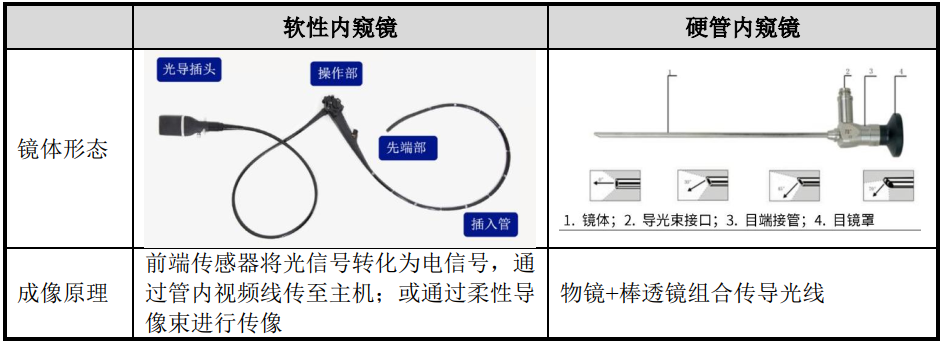 软性内窥镜
硬管内窥镜
镜体形态
光导插头
操作部
先端部
插入管
1
2
3
4
1. 镜体；2. 导光束接口；3. 目端接管；4. 目镜罩
成像原理
前端传感器将光信号转化为电信号，通
过管内视频线传至主机；或通过柔性导
像束进行传像
物镜+棒透镜组合传导光线